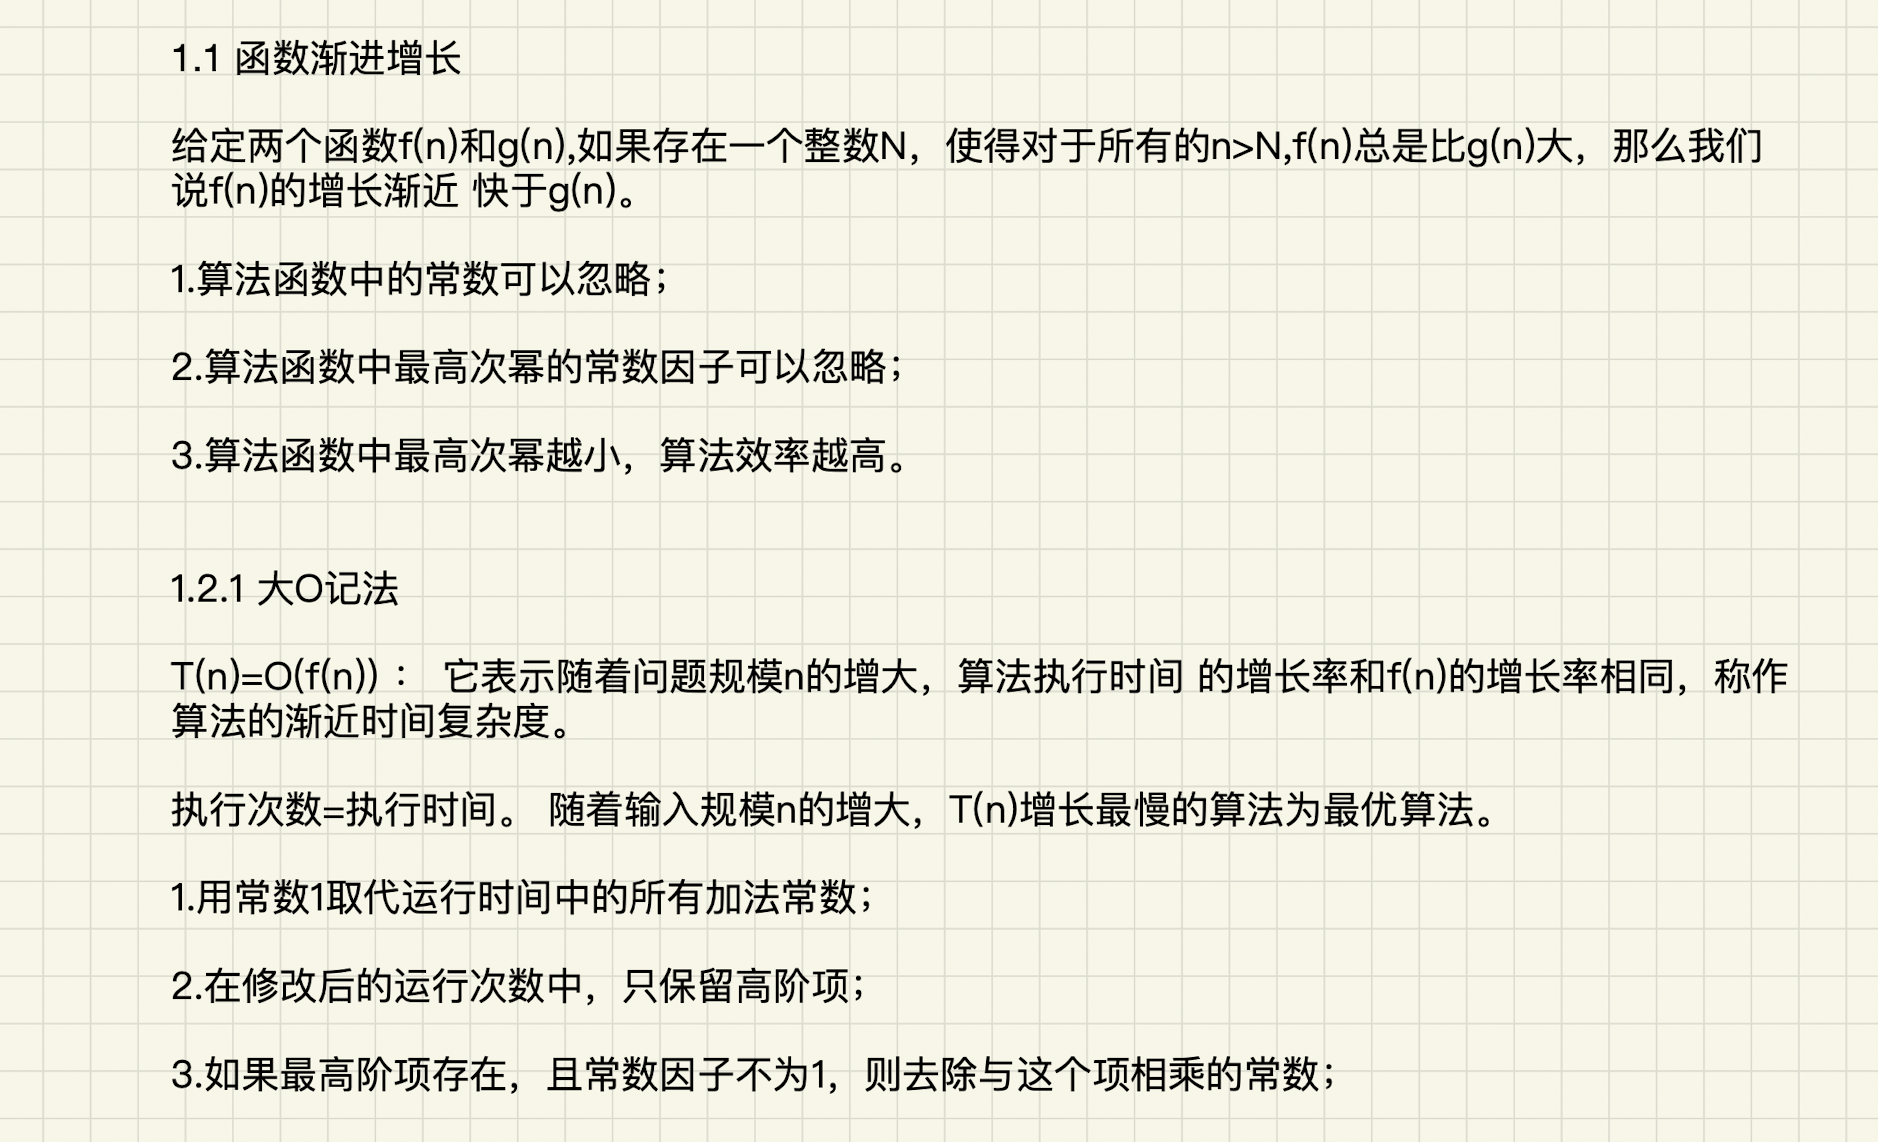 1.1 函数渐进增长
给定两个函数f(n)和g(n),如果存在一个整数N，使得对于所有的n>N,f(n)总是比g(n)大，那么我们
说f(n)的增长渐近 快于g(n)。
1.算法函数中的常数可以忽略；
2.算法函数中最高次幂的常数因子可以忽略；
3.算法函数中最高次幂越小，算法效率越高。
1.2.1 大O记法
T(n)=O(f(n))： 它表示随着问题规模n的增大，算法执行时间 的增长率和f(n)的增长率相同，称作
算法的渐近时间复杂度。
执行次数=执行时间。 随着输入规模n的增大，T(n)增长最慢的算法为最优算法。
1.用常数1取代运行时间中的所有加法常数；
2.在修改后的运行次数中，只保留高阶项；
3.如果最高阶项存在，且常数因子不为1，则去除与这个项相乘的常数；